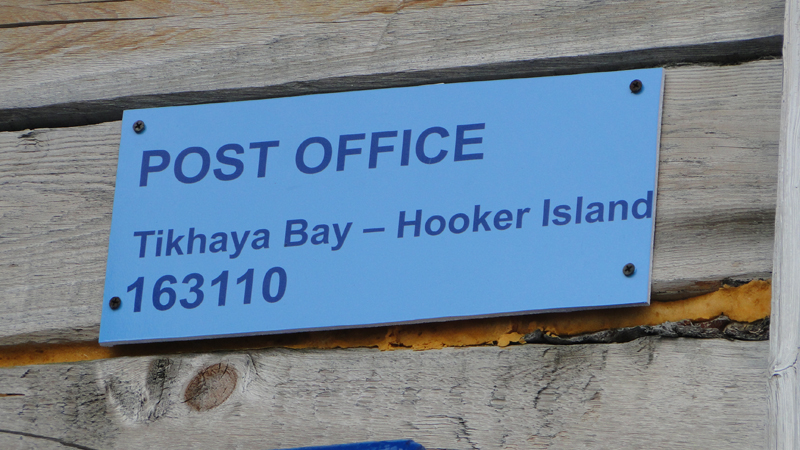 POST OFFICE
Tikhaya Bay – Hooker Island
163110